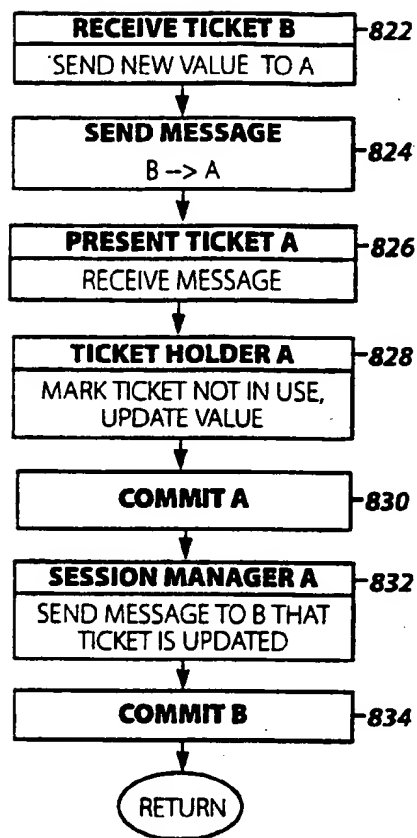 RECEIVE TICKET B
822
SEND NEW VALUE TO A
SEND MESSAGE
824
B --> A
PRESENT TICKET A
826
RECEIVE MESSAGE
TICKET HOLDER A
828
MARK TICKET NOT IN USE,
UPDATE VALUE
COMMIT A
830
SESSION MANAGER A
832
SEND MESSAGE TO B THAT
TICKET IS UPDATED
COMMIT B
834
RETURN